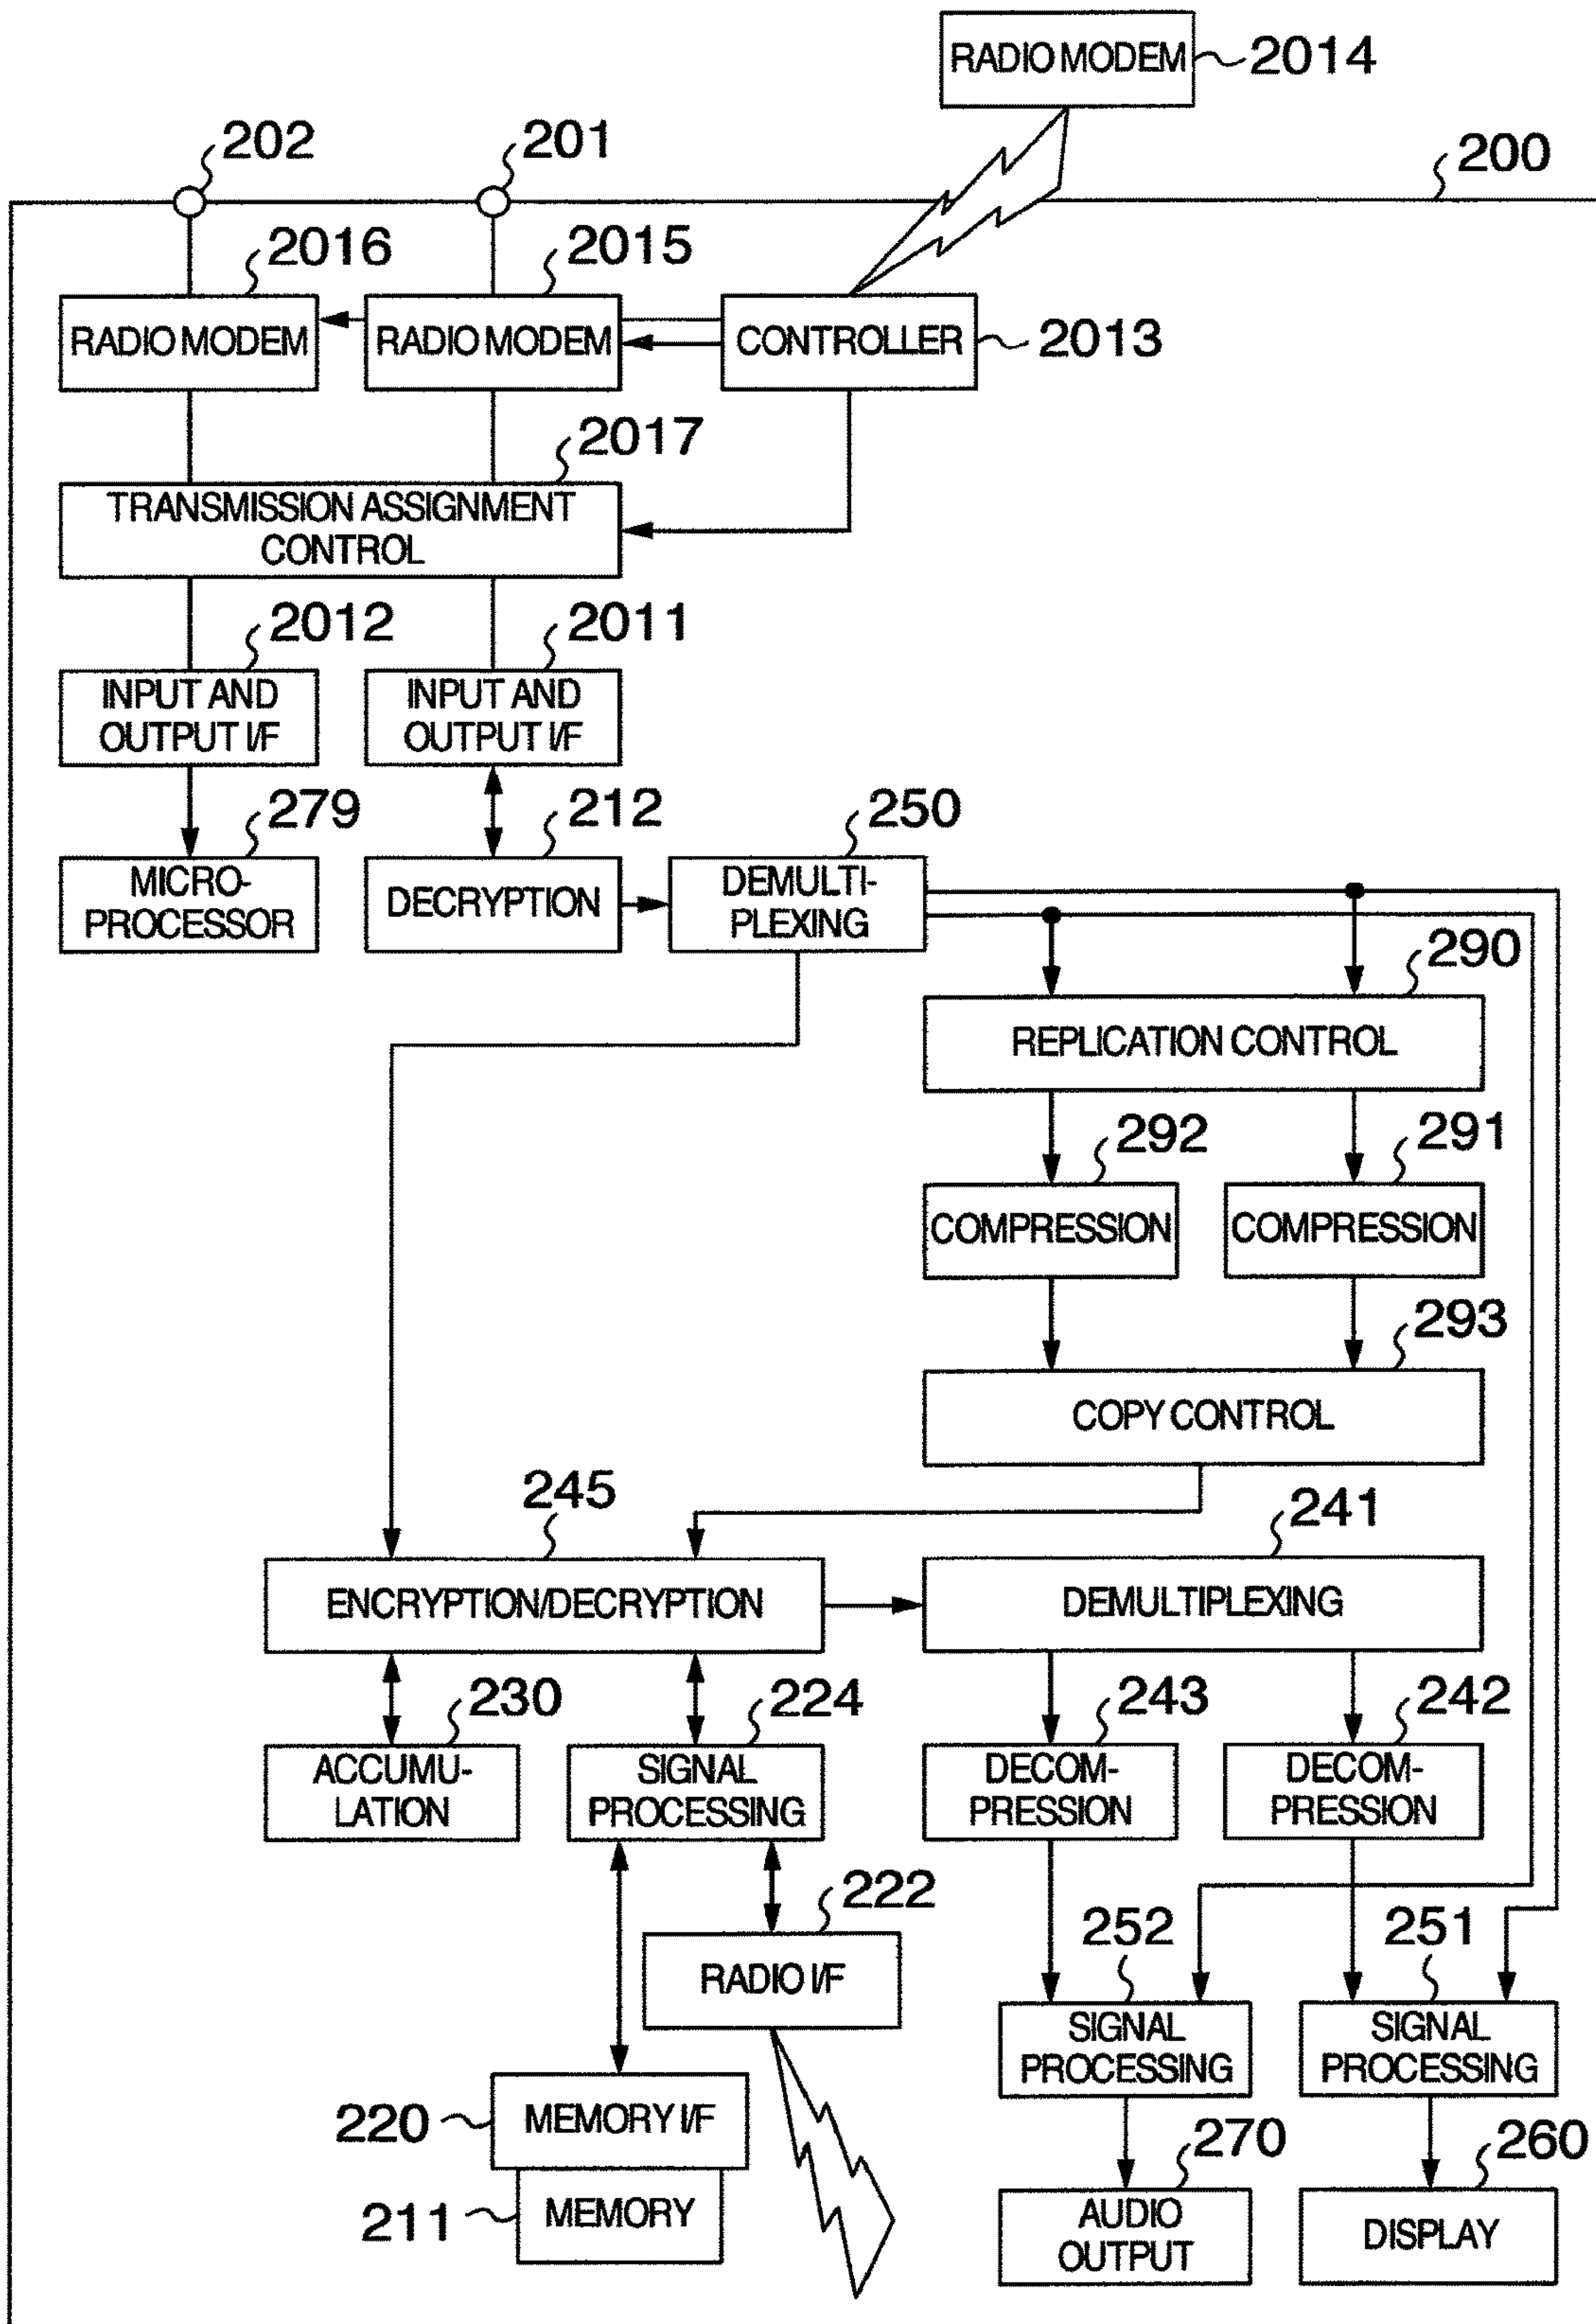 RADIO MODEM 2014
202 201 200
2016 2015
RADIO MODEM RADIO MODEM CONTROLLER 2013
2017
TRANSMISSION ASSIGNMENT
CONTROL
2012 2011
INPUT AND
OUTPUT I/F
INPUT AND
OUTPUT I/F
279 212 250
MICRO-
PROCESSOR
DECRYPTION
DEMULTI-
PLEXING
290
REPLICATION CONTROL
292 291
COMPRESSION COMPRESSION
293
COPY CONTROL
245 241
ENCRYPTION/DECRYPTION DEMULTIPLEXING
230 224 243 242
ACCUMU-
LATION
SIGNAL
PROCESSING
DECOM-
PRESSION
DECOM-
PRESSION
222
RADIO I/F
252 251
SIGNAL
PROCESSING
SIGNAL
PROCESSING
220 MEMORY I/F
211 MEMORY
270 260
AUDIO
OUTPUT
DISPLAY